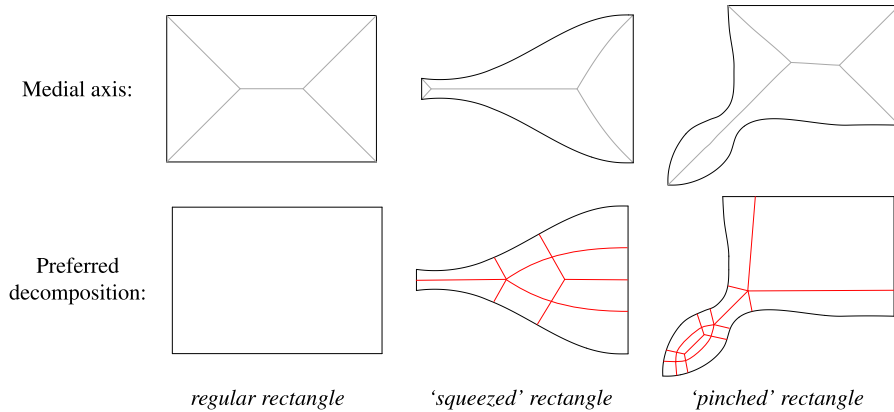 Medial axis:
Preferred
decomposition:
regular rectangle
‘squeezed’ rectangle
‘pinched’ rectangle